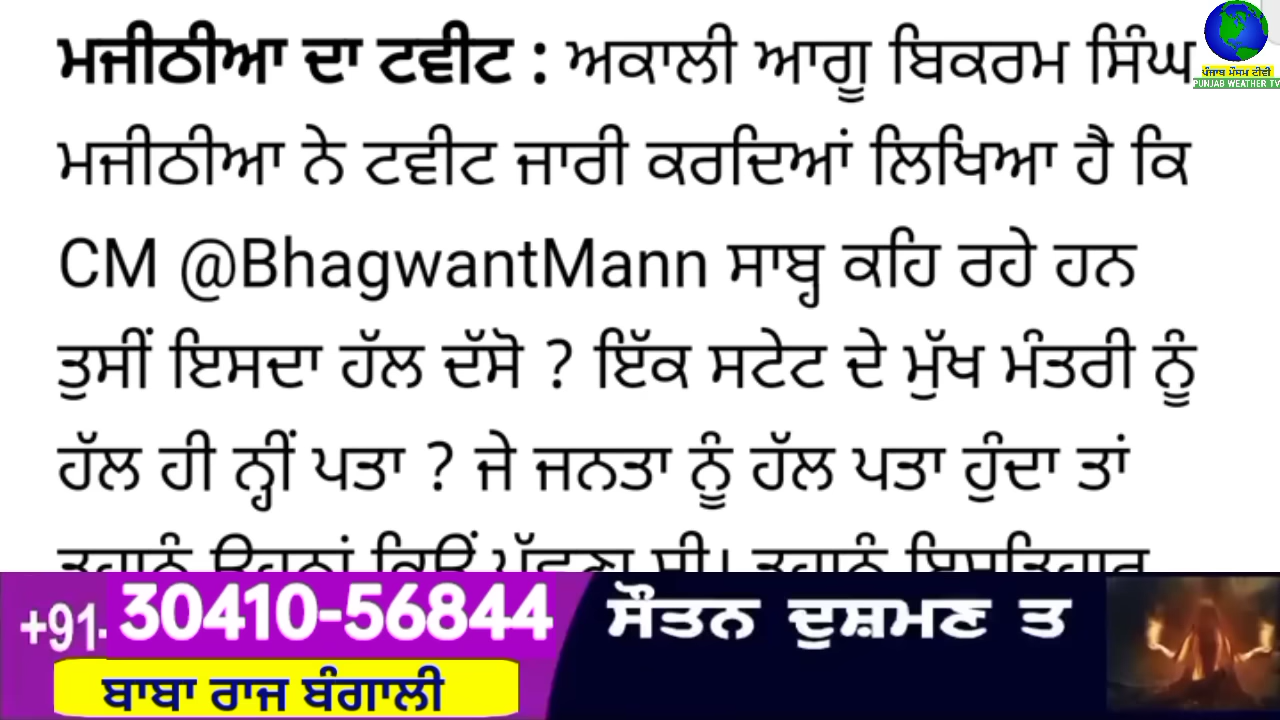 ਮਜੀਠੀਆ ਦਾ ਟਵੀਟ : ਅਕਾਲੀ ਆਗੂ ਬਿਕਰਮ ਸਿੰਘ
ਮਜੀਠੀਆ ਨੇ ਟਵੀਟ ਜਾਰੀ ਕਰਦਿਆਂ ਲਿਖਿਆ ਹੈ ਕਿ
CM @BhagwantMann ਸਾਬ੍ਹ ਕਹਿ ਰਹੇ ਹਨ
ਤੁਸੀਂ ਇਸਦਾ ਹੱਲ ਦੱਸੋ ? ਇੱਕ ਸਟੇਟ ਦੇ ਮੁੱਖ ਮੰਤਰੀ ਨੂੰ
ਹੱਲ ਹੀ ਨ੍ਹੀਂ ਪਤਾ ? ਜੇ ਜਨਤਾ ਨੂੰ ਹੱਲ ਪਤਾ ਹੁੰਦਾ ਤਾਂ
ਪੰਜਾਬ ਮੌਸਮ ਟੀਵੀ
PUNJAB WEATHER TV
+91-30410-56844
ਬਾਬਾ ਰਾਜ ਬੰਗਾਲੀ
ਸੌਤਨ ਦੁਸ਼ਮਣ ਤ